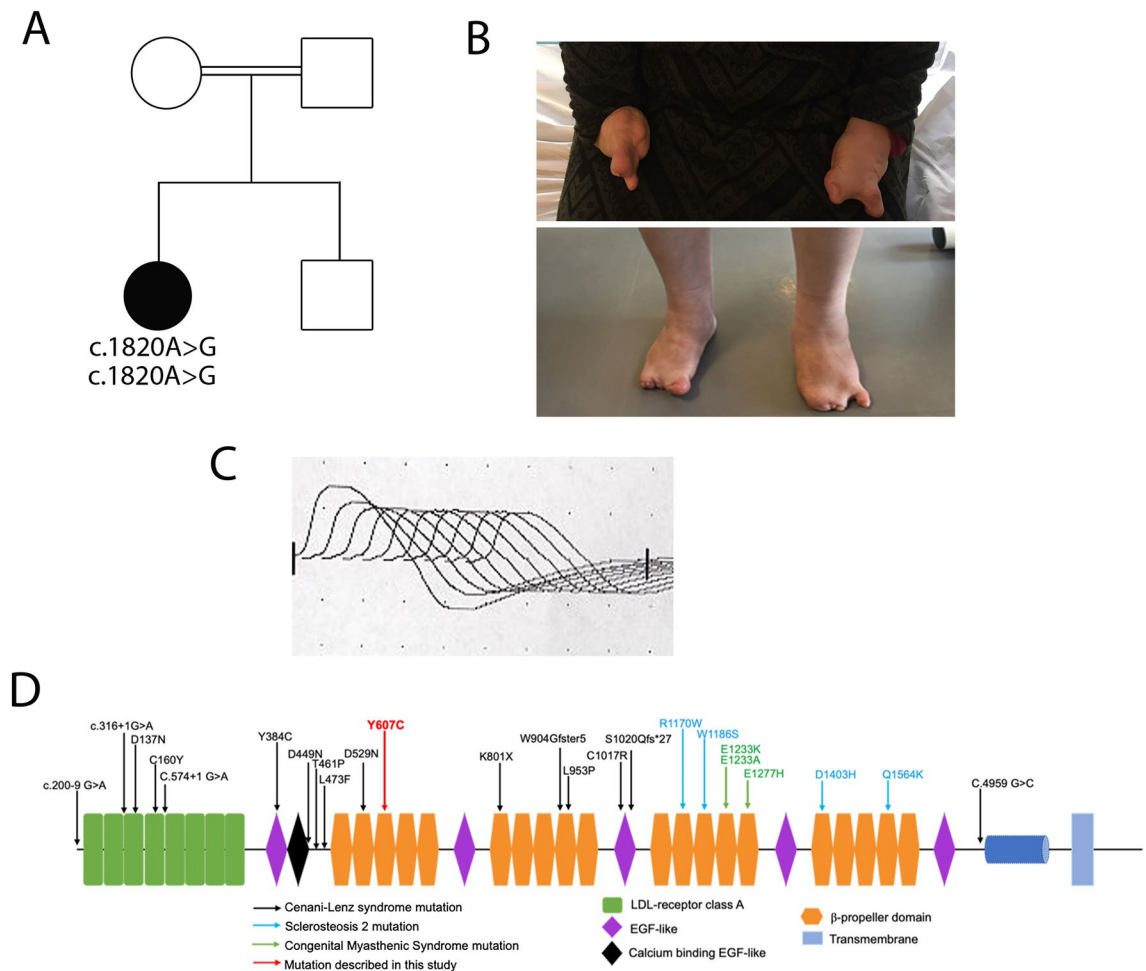 A
B
c.1820A>G
c.1820A>G
C
D
c.316+1G>A
D137N
c.200-9 G>A
C160Y
C.574+1 G>A
Y384C
D449N
T461P
L473F
D529N
Y607C
K801X
W904Gfster5
L953P
C1017R
S1020Qfs*27
R1170W
W1186S
E1233K
E1233A
E1277H
D1403H
Q1564K
C.4959 G>C
Cenani-Lenz syndrome mutation
Sclerosteosis 2 mutation
Congenital Myasthenic Syndrome mutation
Mutation described in this study
LDL-receptor class A
EGF-like
Calcium binding EGF-like
β-propeller domain
Transmembrane